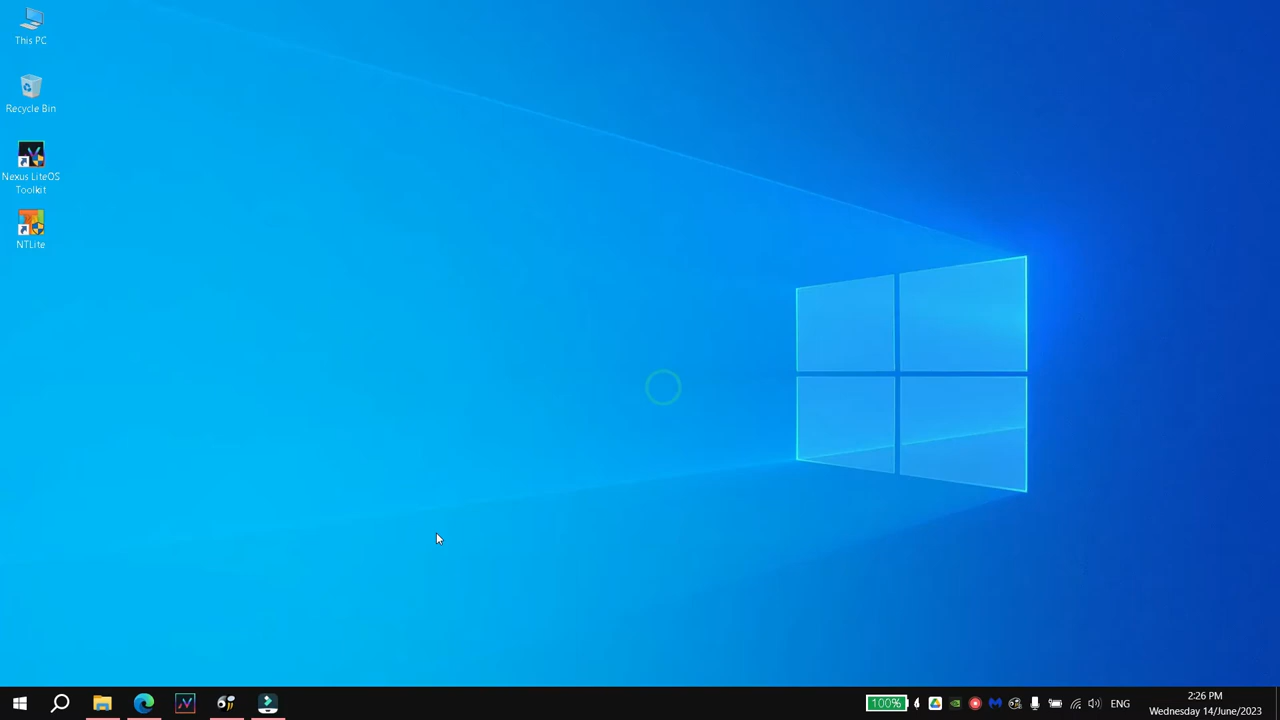 This PC
Recycle Bin
Nexus LiteOS
Toolkit
NTLite
100%
ENG
2:26 PM
Wednesday 14/June/2023